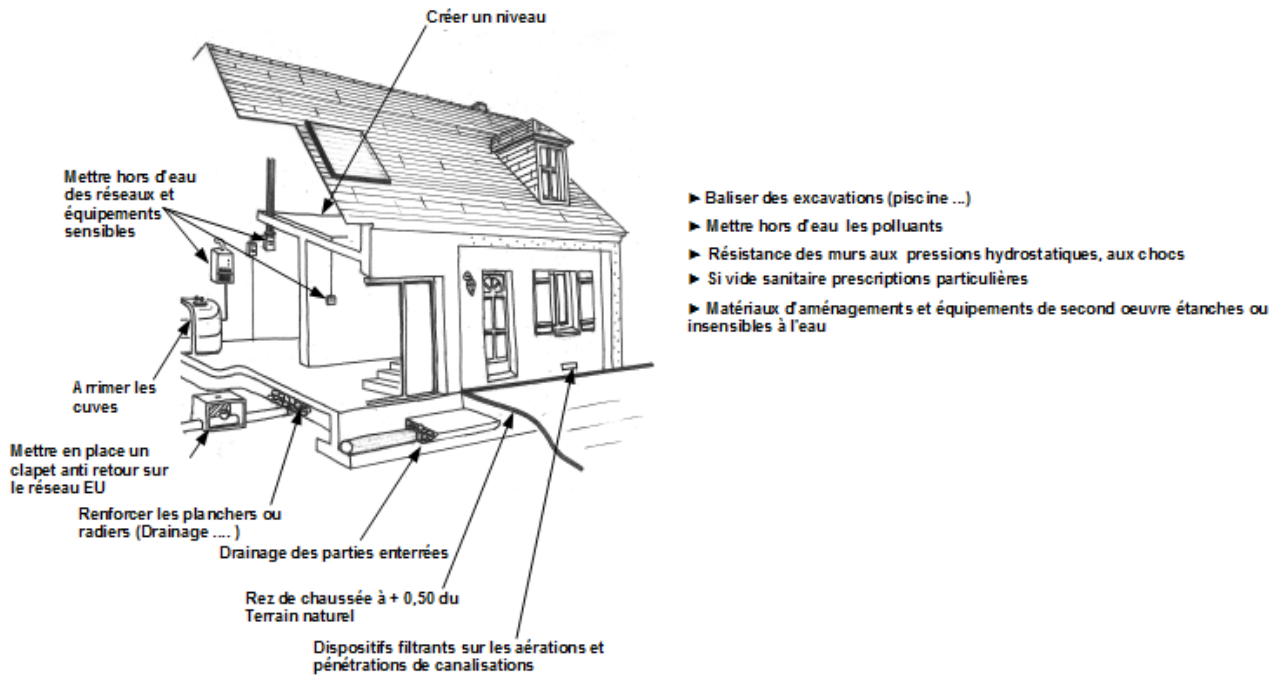 Créer un niveau
Mettre hors d'eau
des réseaux et
équipements
sensibles
► Baliser des excavations (piscine ...)
► Mettre hors d'eau les polluants
► Résistance des murs aux pressions hydrostatiques, aux chocs
► Si vide sanitaire prescriptions particulières
► Matériaux d'aménagements et équipements de second oeuvre étanches ou
insensibles à l'eau
Arrimer les
cuves
Mettre en place un
clapet anti retour sur
le réseau EU
Renforcer les planchers ou
radiers (Drainage .... )
Drainage des parties enterrées
Rez de chaussée à + 0,50 du
Terrain naturel
Dispositifs filtrants sur les aérations et
pénétrations de canalisations